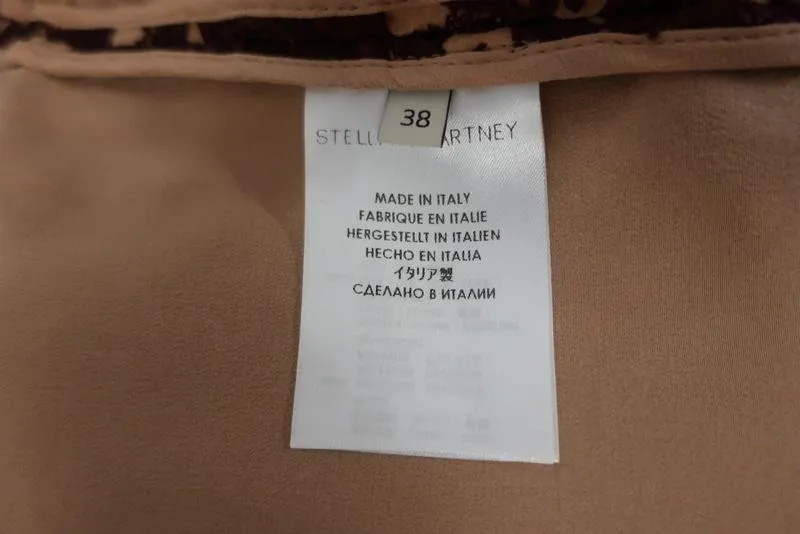 38
STELL ARTNEY
MADE IN ITALY
FABRIQUE EN ITALIE
HERGESTELLT IN ITALIEN
HECHO EN ITALIA
イタリア製
СДЕЛАНО В ИТАЛИИ